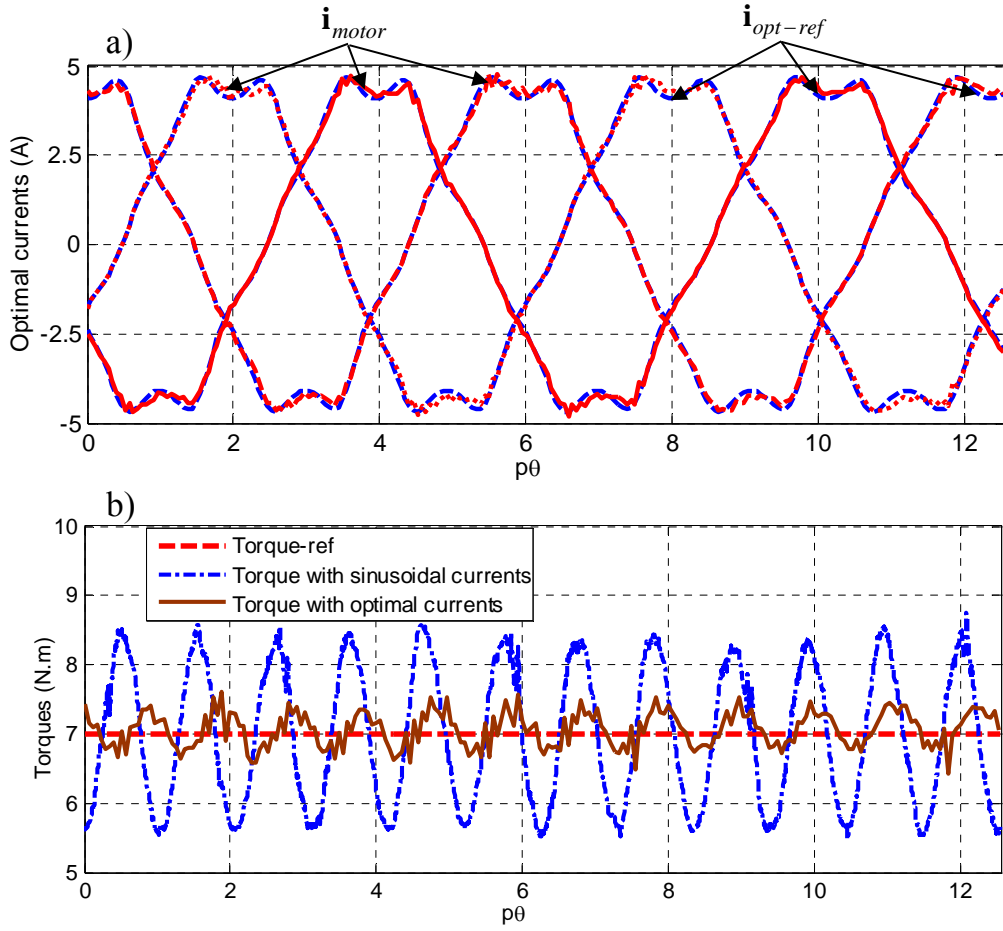 a)
i motor
i opt-ref
Optimal currents (A)
5
2.5
0
-2.5
-5
0 2 4 6 8 10 12
pθ
b)
Torques (N.m)
10
9
8
7
6
5
Torque-ref
Torque with sinusoidal currents
Torque with optimal currents
0 2 4 6 8 10 12
pθ